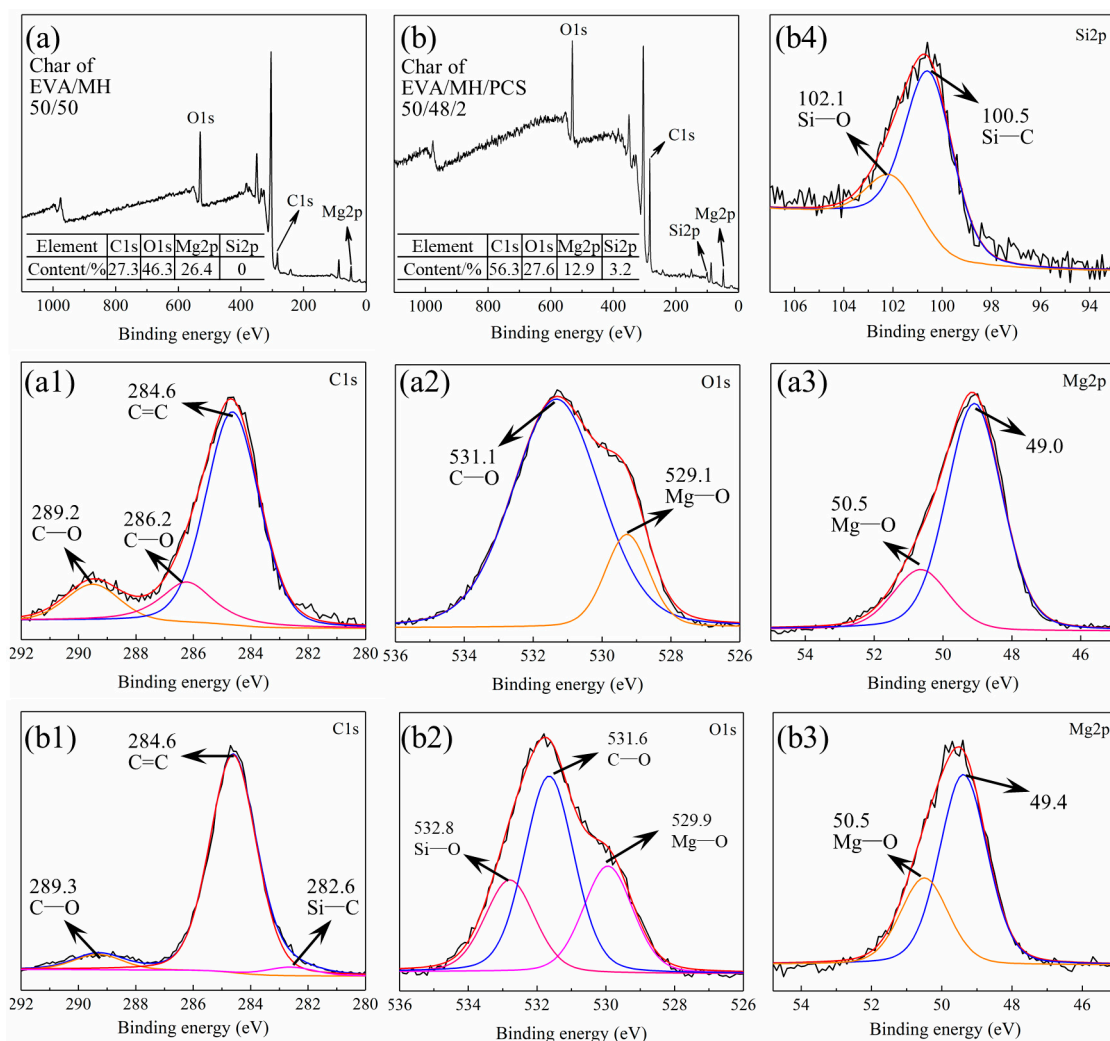 (a)
Char of
EVA/MH
50/50
O1s
C1s
Mg2p
Element C1s O1s Mg2p Si2p
Content/% 27.3 46.3 26.4 0
1000 800 600 400 200 0
Binding energy (eV)
(b)
Char of
EVA/MH/PCS
50/48/2
O1s
C1s
Si2p
Mg2p
Element C1s O1s Mg2p Si2p
Content/% 56.3 27.6 12.9 3.2
1000 800 600 400 200 0
Binding energy (eV)
(b4)
Si2p
102.1
Si—O
100.5
Si—C
106 104 102 100 98 96 94
Binding energy (eV)
(a1)
C1s
284.6
C=C
289.2
C—O
286.2
C—O
292 290 288 286 284 282 280
Binding energy (eV)
(a2)
O1s
531.1
C—O
529.1
Mg—O
536 534 532 530 528 526
Binding energy (eV)
(a3)
Mg2p
49.0
50.5
Mg—O
54 52 50 48 46
Binding energy (eV)
(b1)
C1s
284.6
C=C
289.3
C—O
282.6
Si—C
292 290 288 286 284 282 280
Binding energy (eV)
(b2)
O1s
531.6
C—O
532.8
Si—O
529.9
Mg—O
536 534 532 530 528 526
Binding energy (eV)
(b3)
Mg2p
49.4
50.5
Mg—O
54 52 50 48 46
Binding energy (eV)